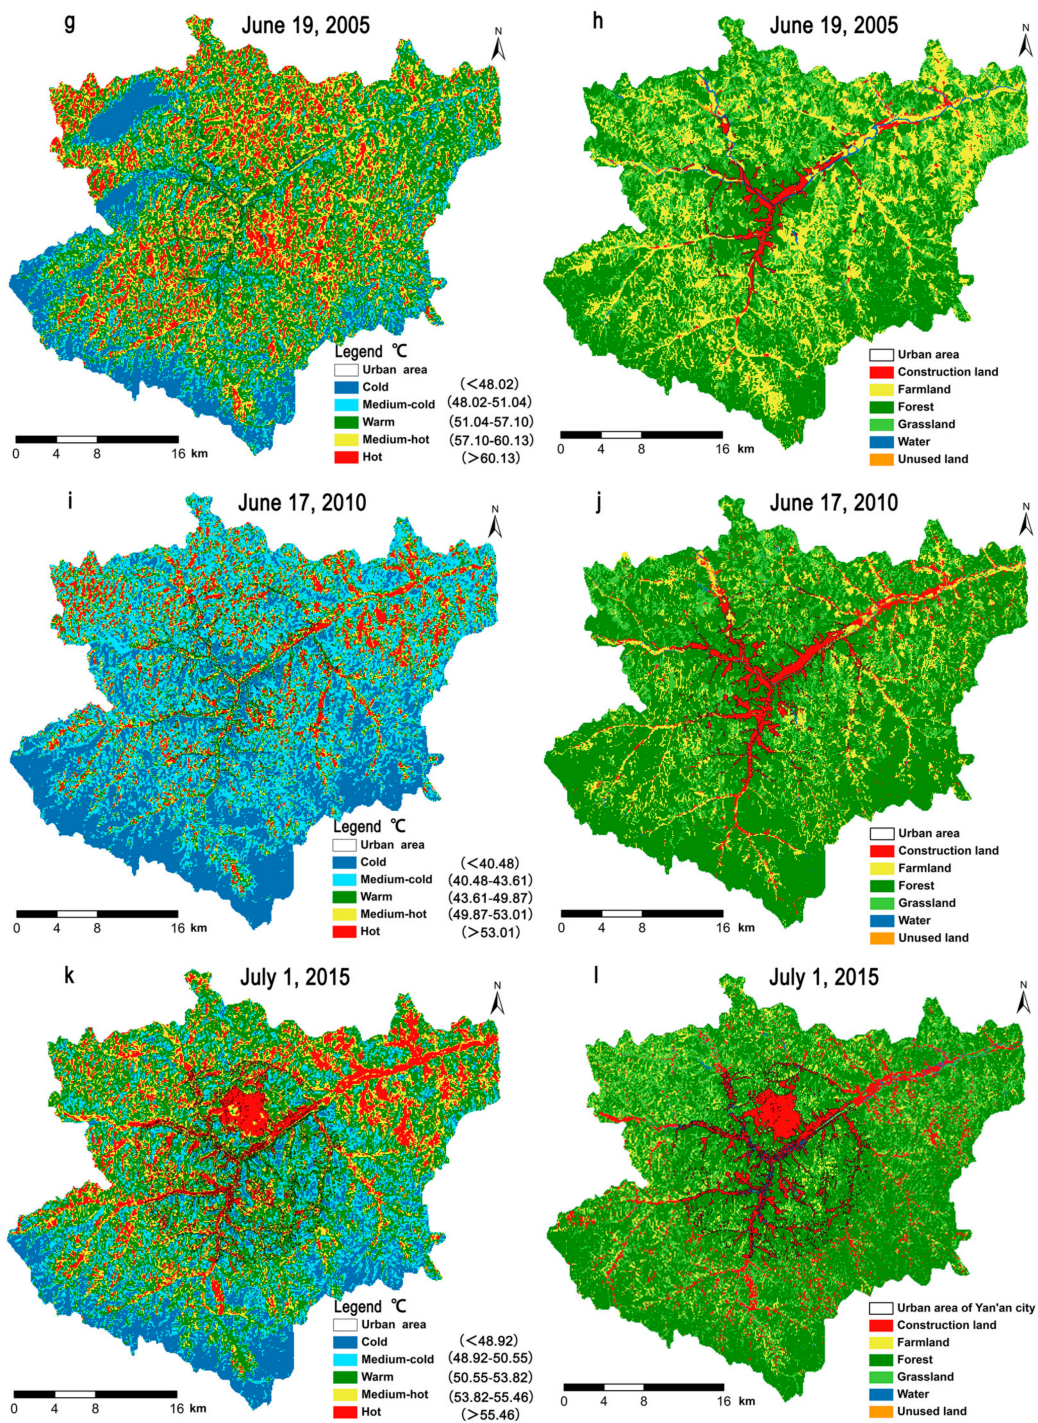 g
June 19, 2005
N
Legend ℃
Urban area
Cold (＜48.02)
Medium-cold (48.02-51.04)
Warm (51.04-57.10)
Medium-hot (57.10-60.13)
Hot (＞60.13)
0 4 8 16 km
h
June 19, 2005
N
Urban area
Construction land
Farmland
Forest
Grassland
Water
Unused land
0 4 8 16 km
i
June 17, 2010
N
Legend ℃
Urban area
Cold (＜40.48)
Medium-cold (40.48-43.61)
Warm (43.61-49.87)
Medium-hot (49.87-53.01)
Hot (＞53.01)
0 4 8 16 km
j
June 17, 2010
N
Urban area
Construction land
Farmland
Forest
Grassland
Water
Unused land
0 4 8 16 km
k
July 1, 2015
N
Legend ℃
Urban area
Cold (＜48.92)
Medium-cold (48.92-50.55)
Warm (50.55-53.82)
Medium-hot (53.82-55.46)
Hot (＞55.46)
0 4 8 16 km
l
July 1, 2015
N
Urban area of Yan'an city
Construction land
Farmland
Forest
Grassland
Water
Unused land
0 4 8 16 km